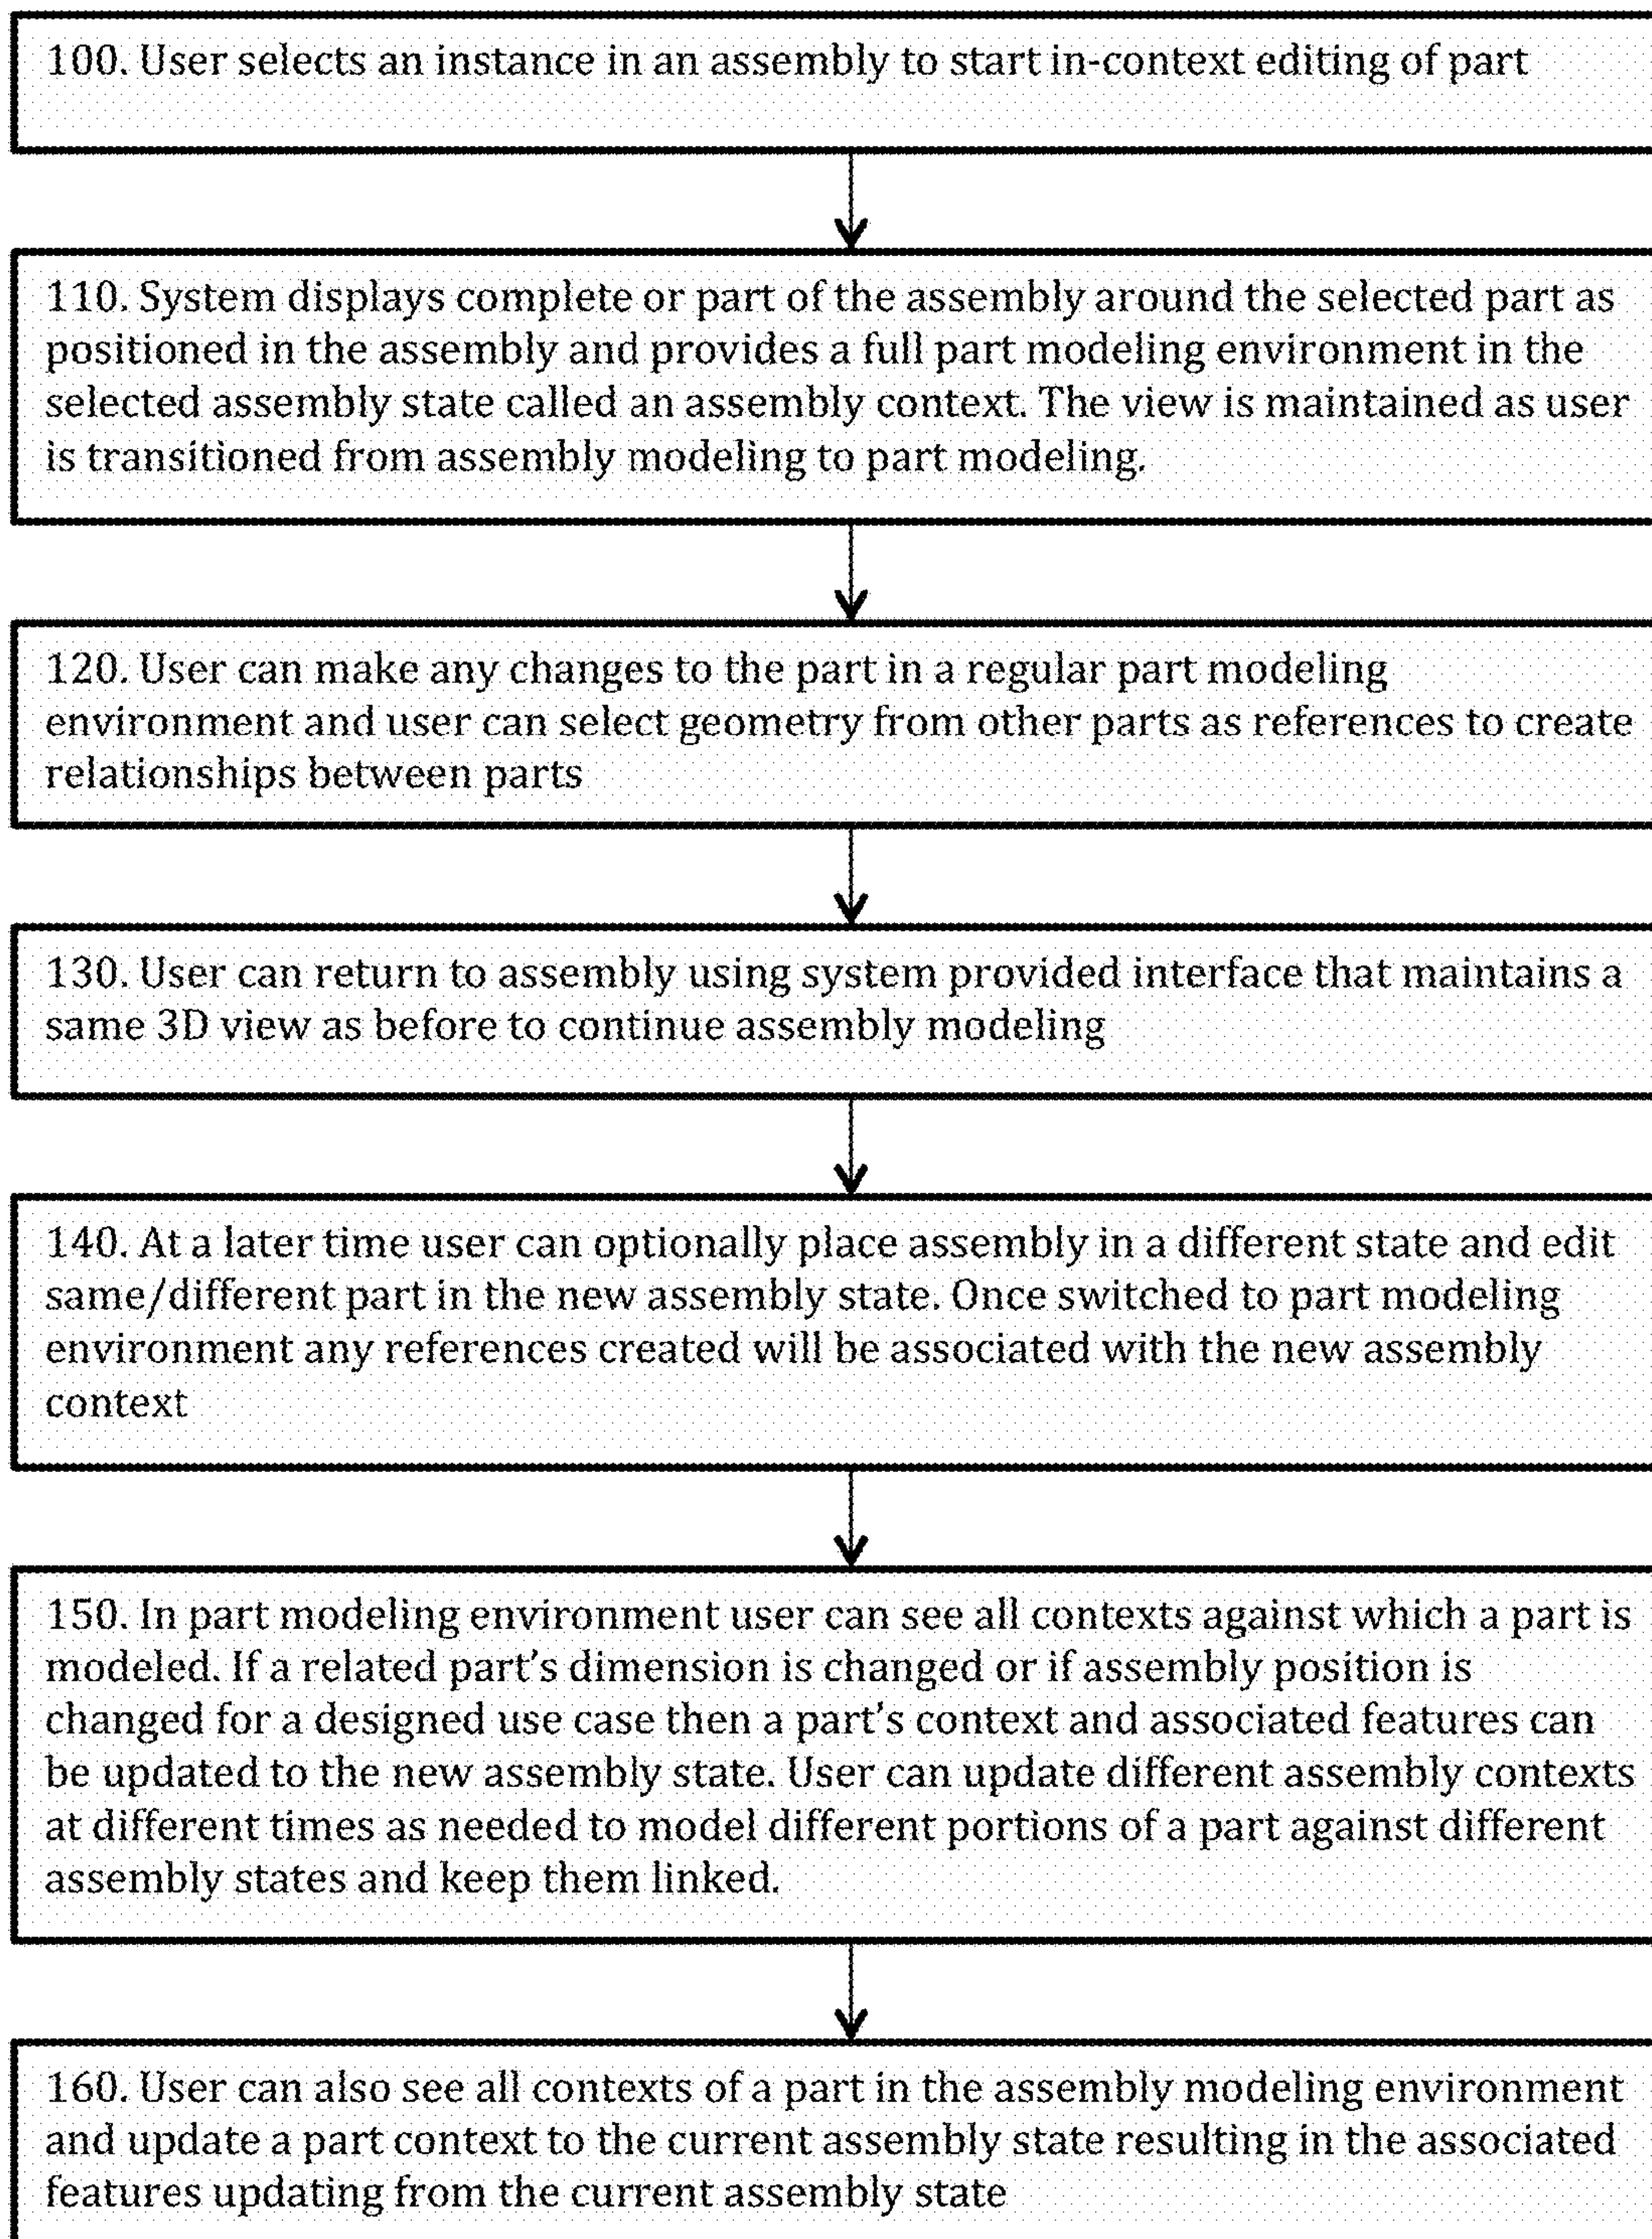 100. User selects an instance in an assembly to start in-context editing of part
110. System displays complete or part of the assembly around the selected part as
positioned in the assembly and provides a full part modeling environment in the
selected assembly state called an assembly context. The view is maintained as user
is transitioned from assembly modeling to part modeling.
120. User can make any changes to the part in a regular part modeling
environment and user can select geometry from other parts as references to create
relationships between parts
130. User can return to assembly using system provided interface that maintains a
same 3D view as before to continue assembly modeling
140. At a later time user can optionally place assembly in a different state and edit
same/different part in the new assembly state. Once switched to part modeling
environment any references created will be associated with the new assembly
context
150. In part modeling environment user can see all contexts against which a part is
modeled. If a related part's dimension is changed or if assembly position is
changed for a designed use case then a part's context and associated features can
be updated to the new assembly state. User can update different assembly contexts
at different times as needed to model different portions of a part against different
assembly states and keep them linked.
160. User can also see all contexts of a part in the assembly modeling environment
and update a part context to the current assembly state resulting in the associated
features updating from the current assembly state